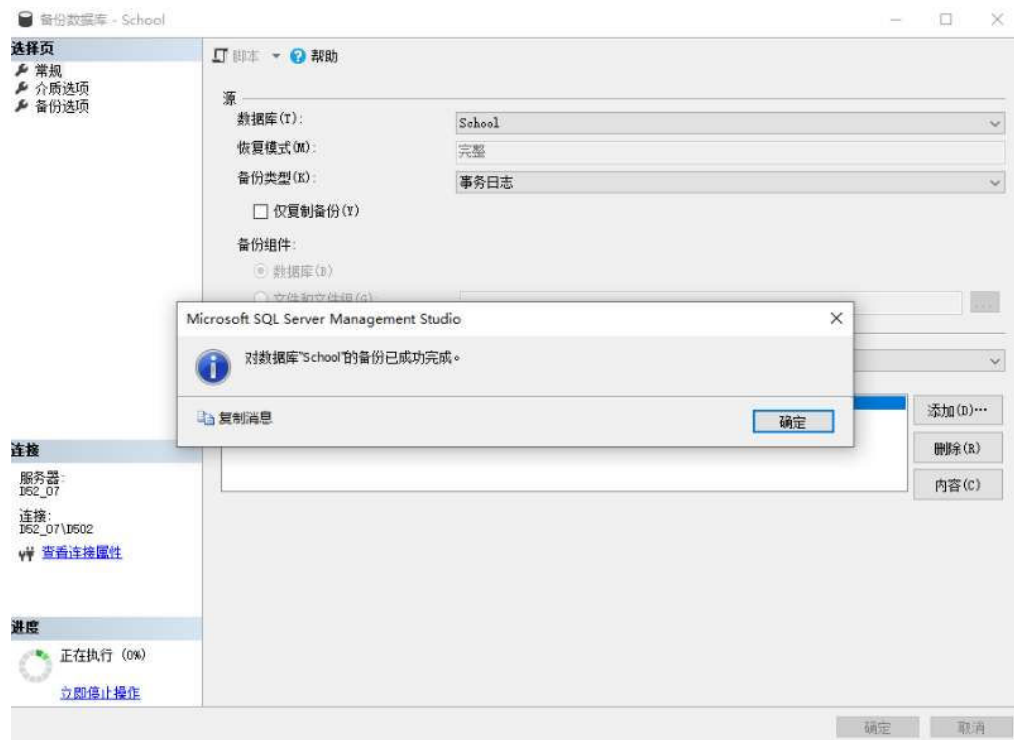 备份数据库 - School
选择页
常规
介质选项
备份选项
脚本
帮助
源
数据库(T):
School
恢复模式(M):
完整
备份类型(K):
事务日志
仅复制备份(Y)
备份组件:
数据库(B)
文件和文件组(G)
...
Microsoft SQL Server Management Studio
对数据库"School"的备份已成功完成。
复制消息
确定
添加(D)...
删除(R)
内容(C)
连接
服务器:
D52_07
连接:
D52_07\D502
查看连接属性
进度
正在执行 (0%)
立即停止操作
确定
取消